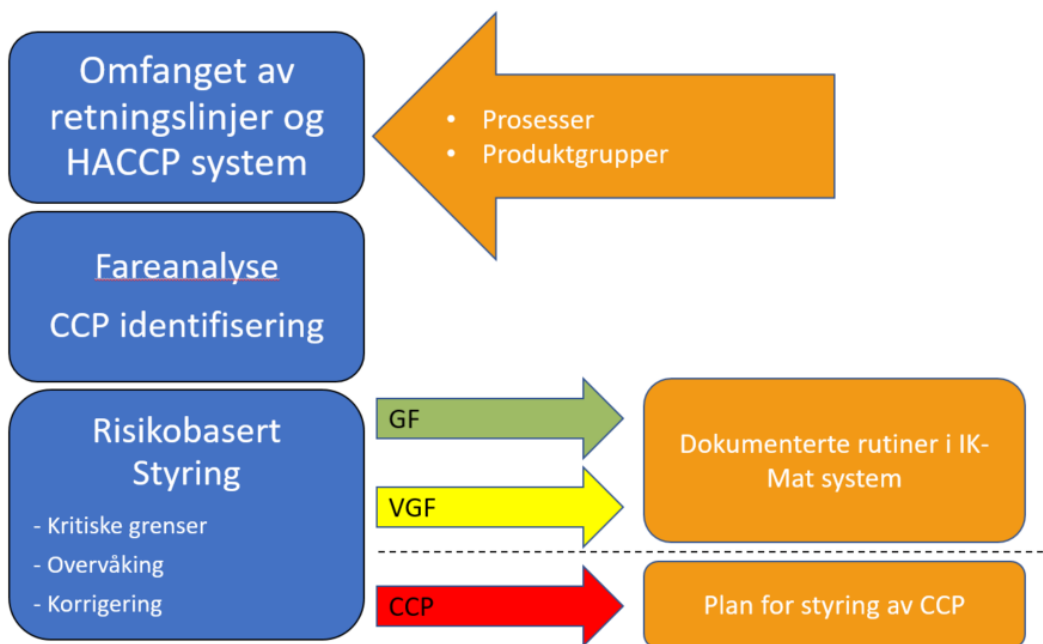 Omfanget av
retningslinjer og
HACCP system
• Prosesser
• Produktgrupper
Fareanalyse
CCP identifisering
Risikobasert
Styring
- Kritiske grenser
- Overvåking
- Korrigering
GF
VGF
Dokumenterte rutiner i IK-
Mat system
CCP
Plan for styring av CCP